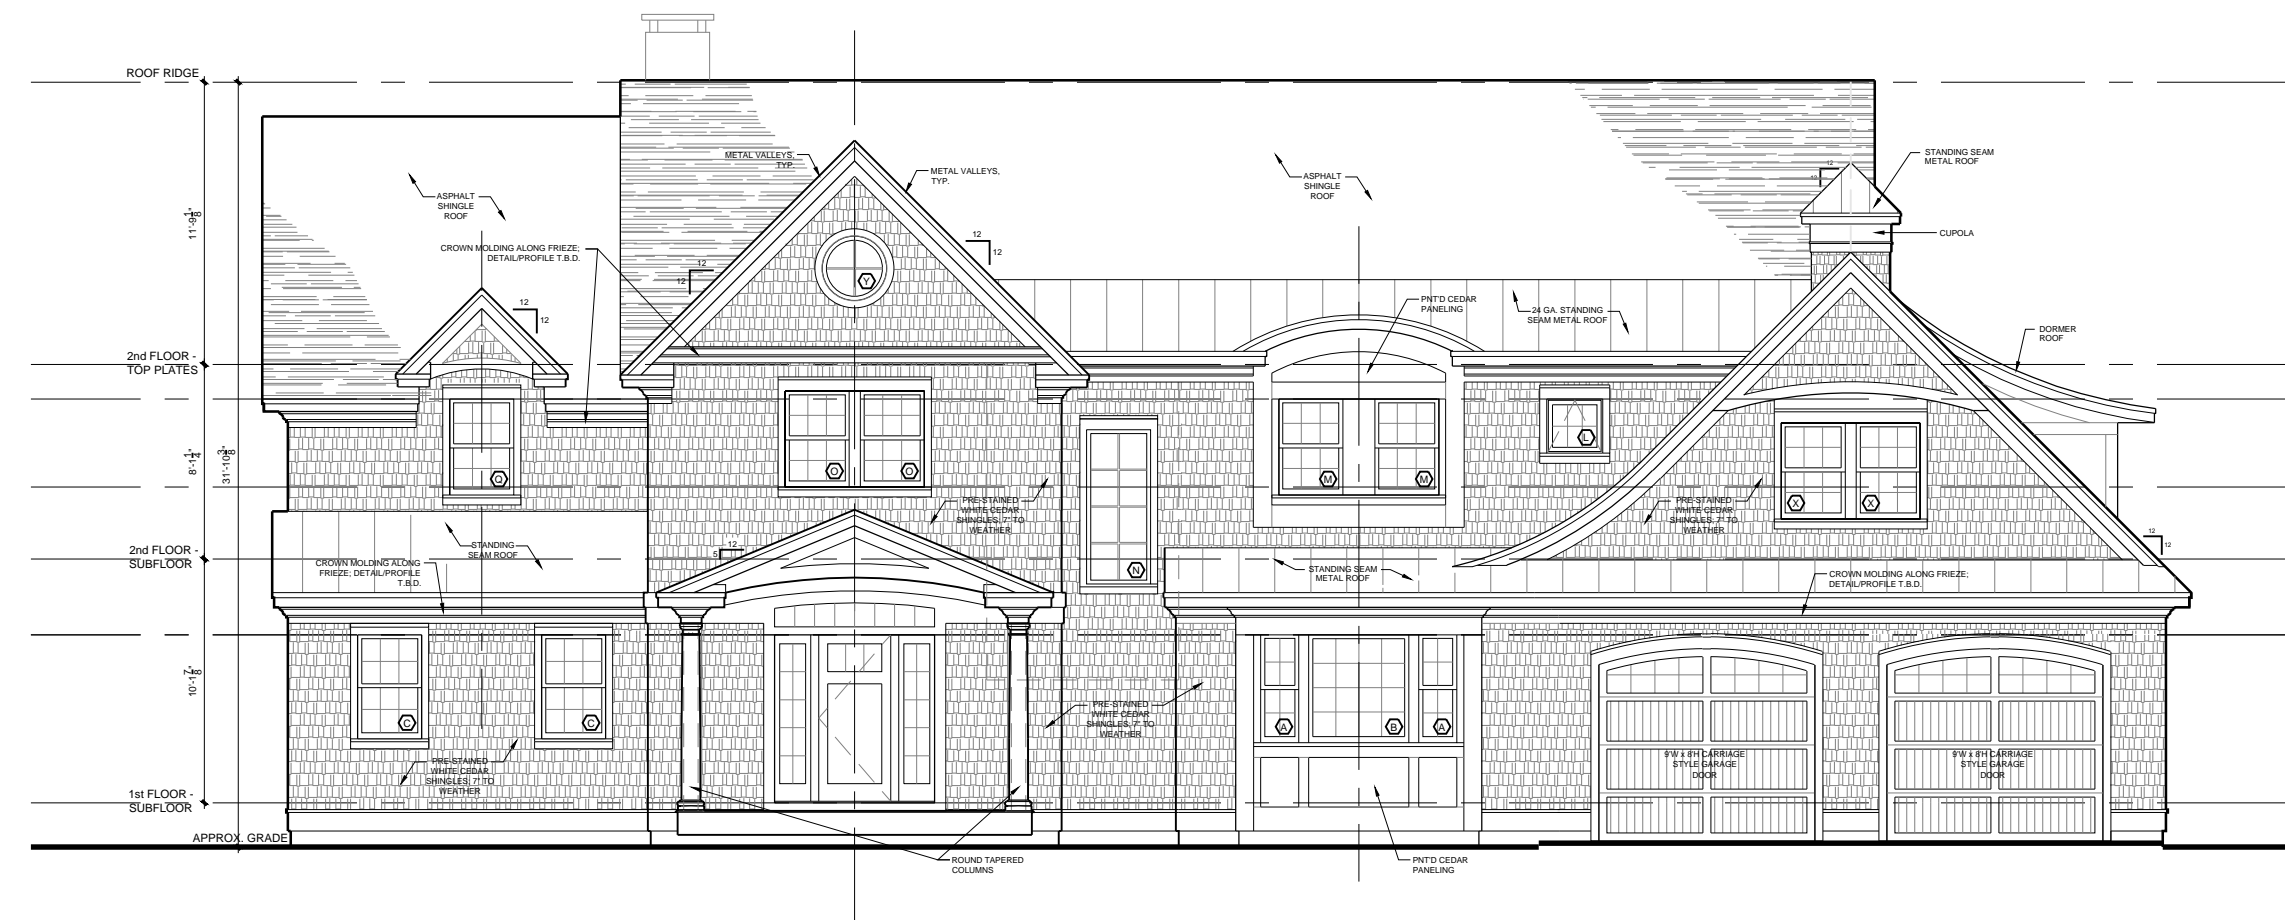 ROOF RIDGE
2nd FLOOR -
TOP PLATES
2nd FLOOR -
SUBFLOOR
1st FLOOR -
SUBFLOOR
APPROX. GRADE
11'-9 1/8"
8'-1 1/4"
10'-1 7/8"
31'-10 3/8"
ASPHALT
SHINGLE
ROOF
METAL VALLEYS,
TYP.
METAL VALLEYS,
TYP.
CROWN MOLDING ALONG FRIEZE;
DETAIL/PROFILE T.B.D.
ASPHALT
SHINGLE
ROOF
STANDING SEAM
METAL ROOF
CUPOLA
12
12
12
12
12
12
12
12
Y
PNT'D CEDAR
PANELING
24 GA. STANDING
SEAM METAL ROOF
DORMER
ROOF
Q
O
O
M
M
L
X
X
N
PRE-STAINED
WHITE CEDAR
SHINGLES; 7" TO
WEATHER
PRE-STAINED
WHITE CEDAR
SHINGLES; 7" TO
WEATHER
12
5
12
12
STANDING
SEAM ROOF
CROWN MOLDING ALONG
FRIEZE; DETAIL/PROFILE
T.B.D.
STANDING SEAM
METAL ROOF
CROWN MOLDING ALONG FRIEZE;
DETAIL/PROFILE T.B.D.
C
C
A
B
A
PRE-STAINED
WHITE CEDAR
SHINGLES; 7" TO
WEATHER
PRE-STAINED
WHITE CEDAR
SHINGLES; 7" TO
WEATHER
9'W x 8'H CARRIAGE
STYLE GARAGE
DOOR
9'W x 8'H CARRIAGE
STYLE GARAGE
DOOR
ROUND TAPERED
COLUMNS
PNT'D CEDAR
PANELING